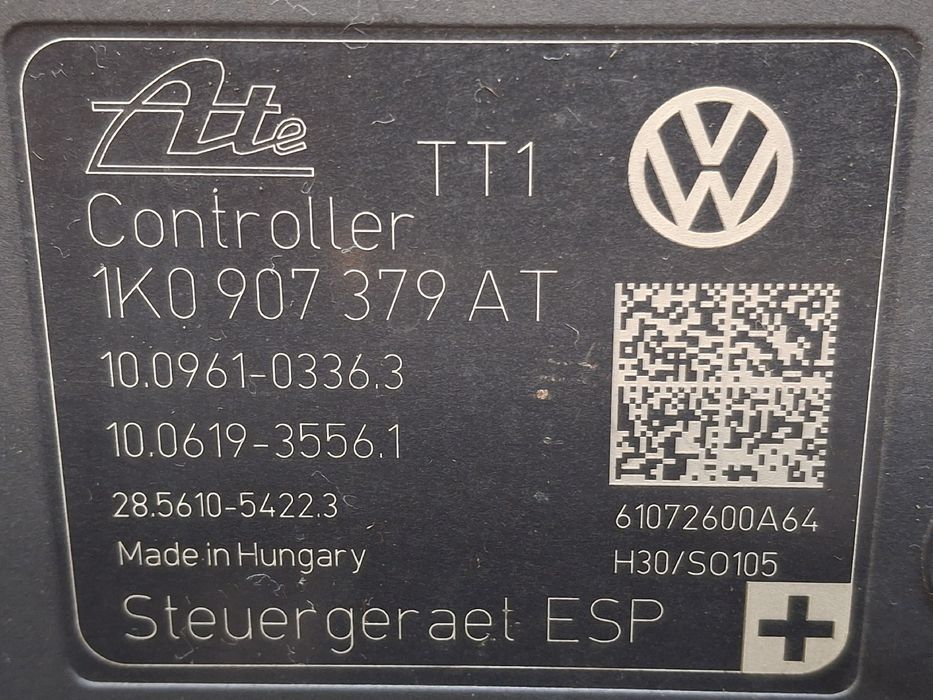 Ate
TT1
Controller
1K0 907 379 AT
10.0961-0336.3
10.0619-3556.1
28.5610-5422.3
61072600A64
Made in Hungary
H30/SO105
Steuergeraet ESP